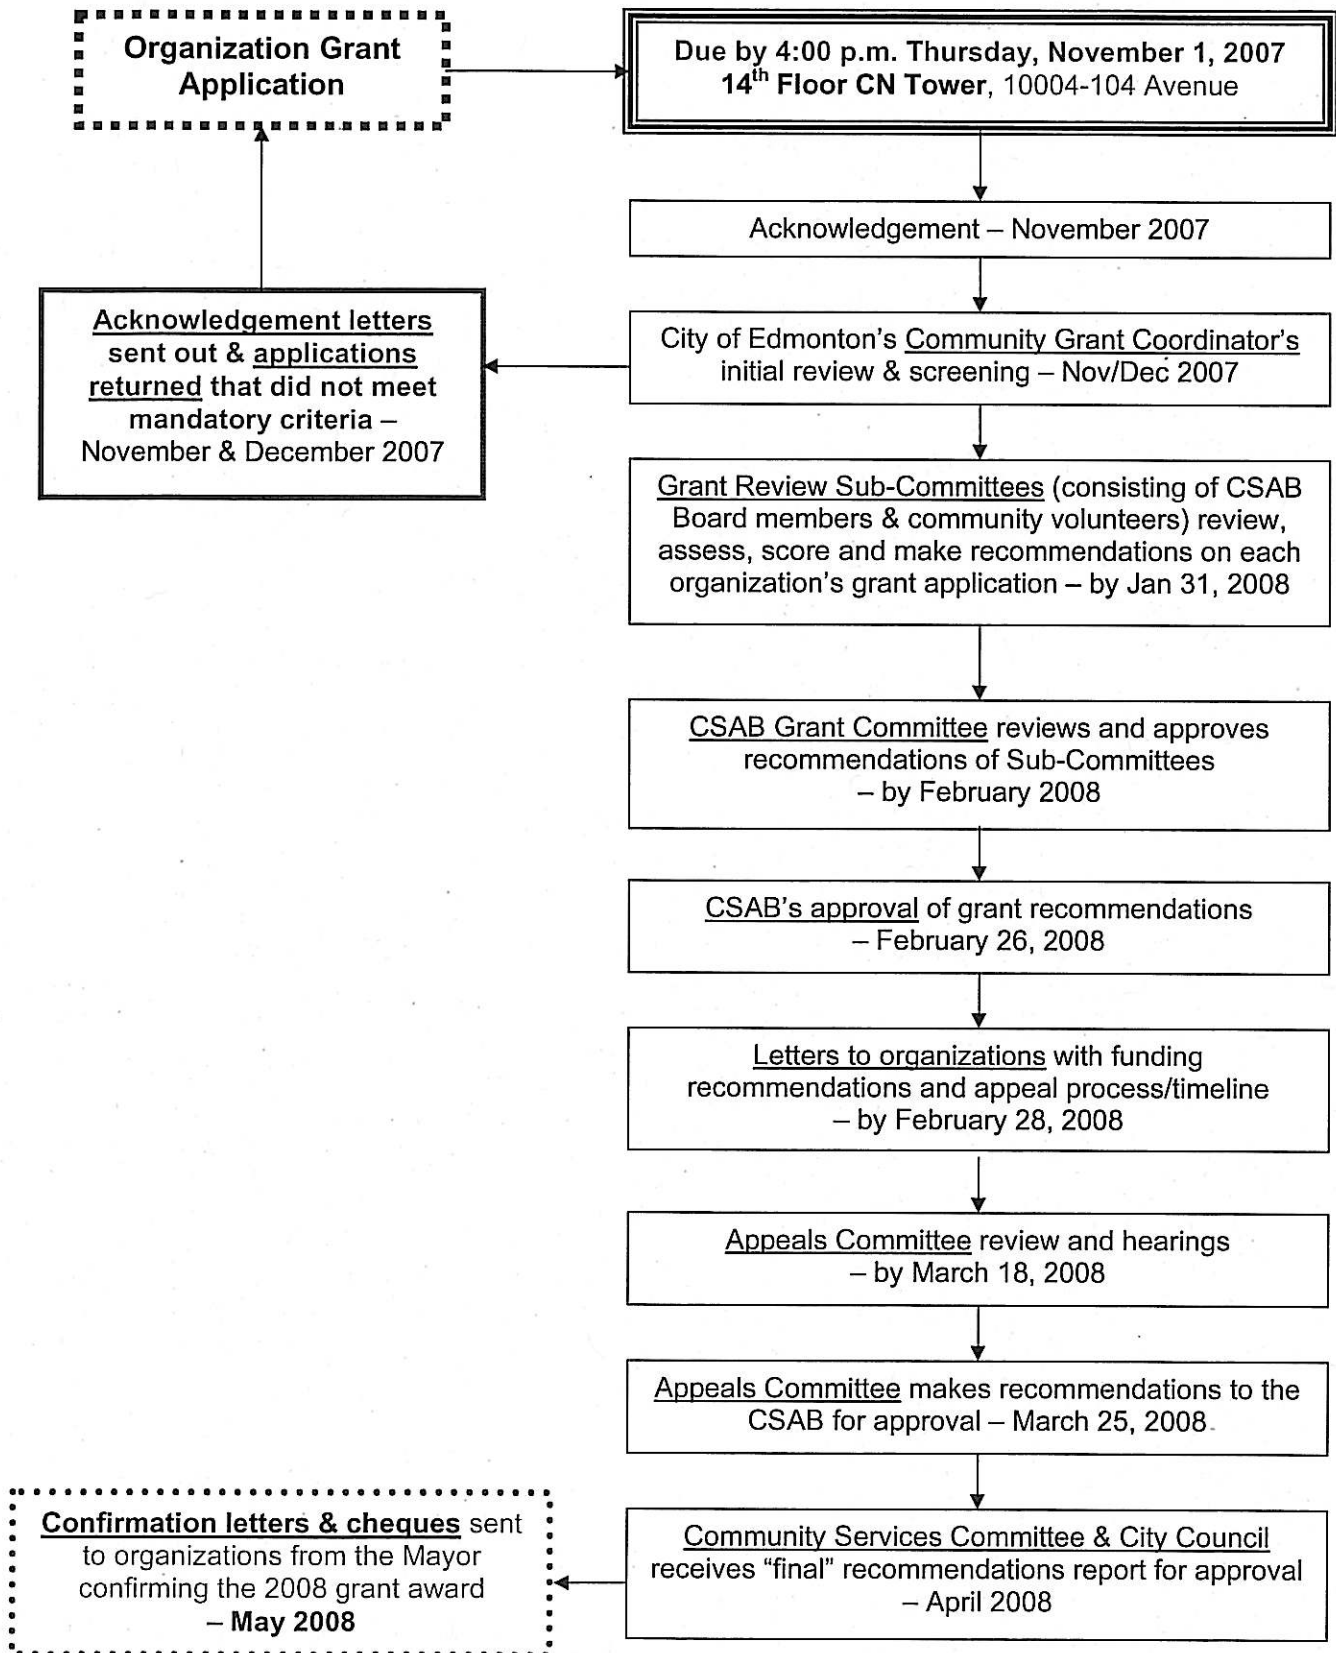 Organization Grant
Application
Due by 4:00 p.m. Thursday, November 1, 2007
14th Floor CN Tower, 10004-104 Avenue
Acknowledgement – November 2007
City of Edmonton's Community Grant Coordinator's
initial review & screening – Nov/Dec 2007
Acknowledgement letters
sent out & applications
returned that did not meet
mandatory criteria –
November & December 2007
Grant Review Sub-Committees (consisting of CSAB
Board members & community volunteers) review,
assess, score and make recommendations on each
organization's grant application – by Jan 31, 2008
CSAB Grant Committee reviews and approves
recommendations of Sub-Committees
– by February 2008
CSAB's approval of grant recommendations
– February 26, 2008
Letters to organizations with funding
recommendations and appeal process/timeline
– by February 28, 2008
Appeals Committee review and hearings
– by March 18, 2008
Appeals Committee makes recommendations to the
CSAB for approval – March 25, 2008
Community Services Committee & City Council
receives "final" recommendations report for approval
– April 2008
Confirmation letters & cheques sent
to organizations from the Mayor
confirming the 2008 grant award
– May 2008